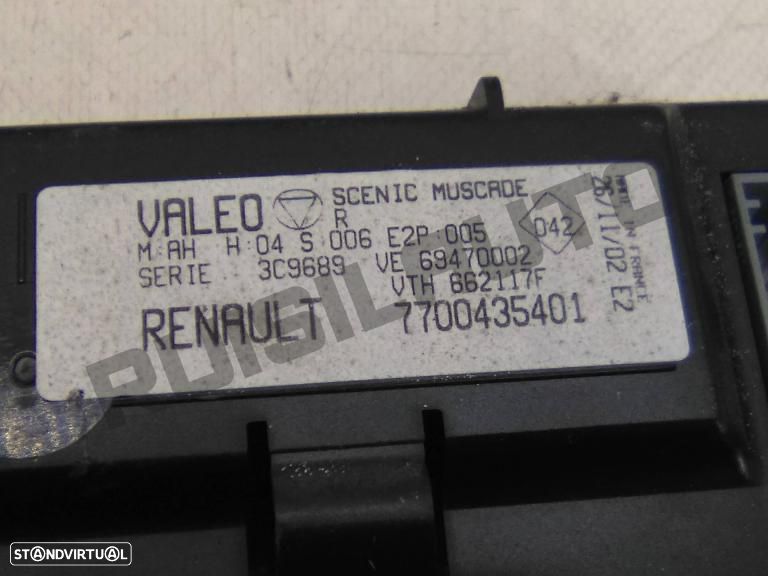 VALEO SCENIC MUSCADE
R
M:AH H:04 S:006 E2P:005
SERIE 3C9689 VE 69470002
VTH 662117F
RENAULT 7700435401
042
MADE IN FRANCE
26/11/02 E2
PUISILAUTO
STANDVIRTUAL